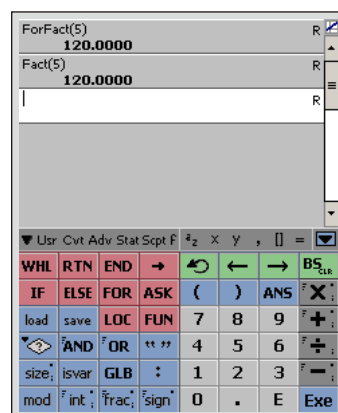 ForFact(5) R
120.0000
Fact(5) R
120.0000
R
Usr Cvt Adv Stat Scpt F a z x y , [] =
WHL RTN END → ← → BS CLR
IF ELSE FOR ASK ( ) ANS F X ;
load save LOC FUN 7 8 9 F + ;
F AND F OR “ ” 4 5 6 F ÷ ;
size; isvar GLB : 1 2 3 F − ;
mod F int ; F frac; F sign ; 0 . E Exe